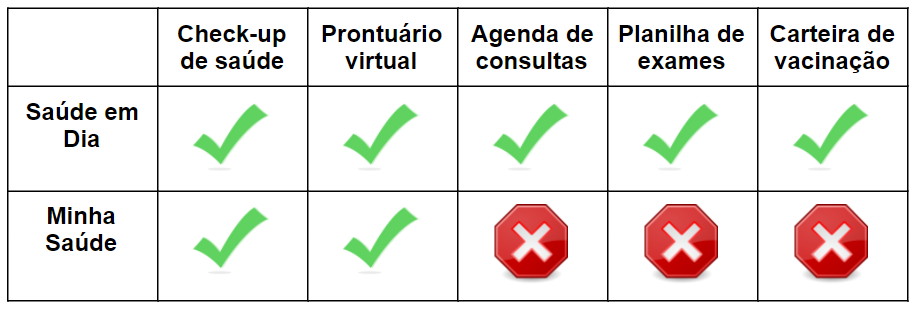 Check-up
de saúde
Prontuário
virtual
Agenda de
consultas
Planilha de
exames
Carteira de
vacinação
Saúde em
Dia
Minha
Saúde